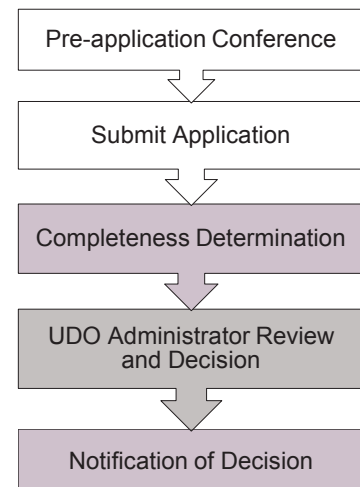 Pre-application Conference
Submit Application
Completeness Determination
UDO Administrator Review
and Decision
Notification of Decision